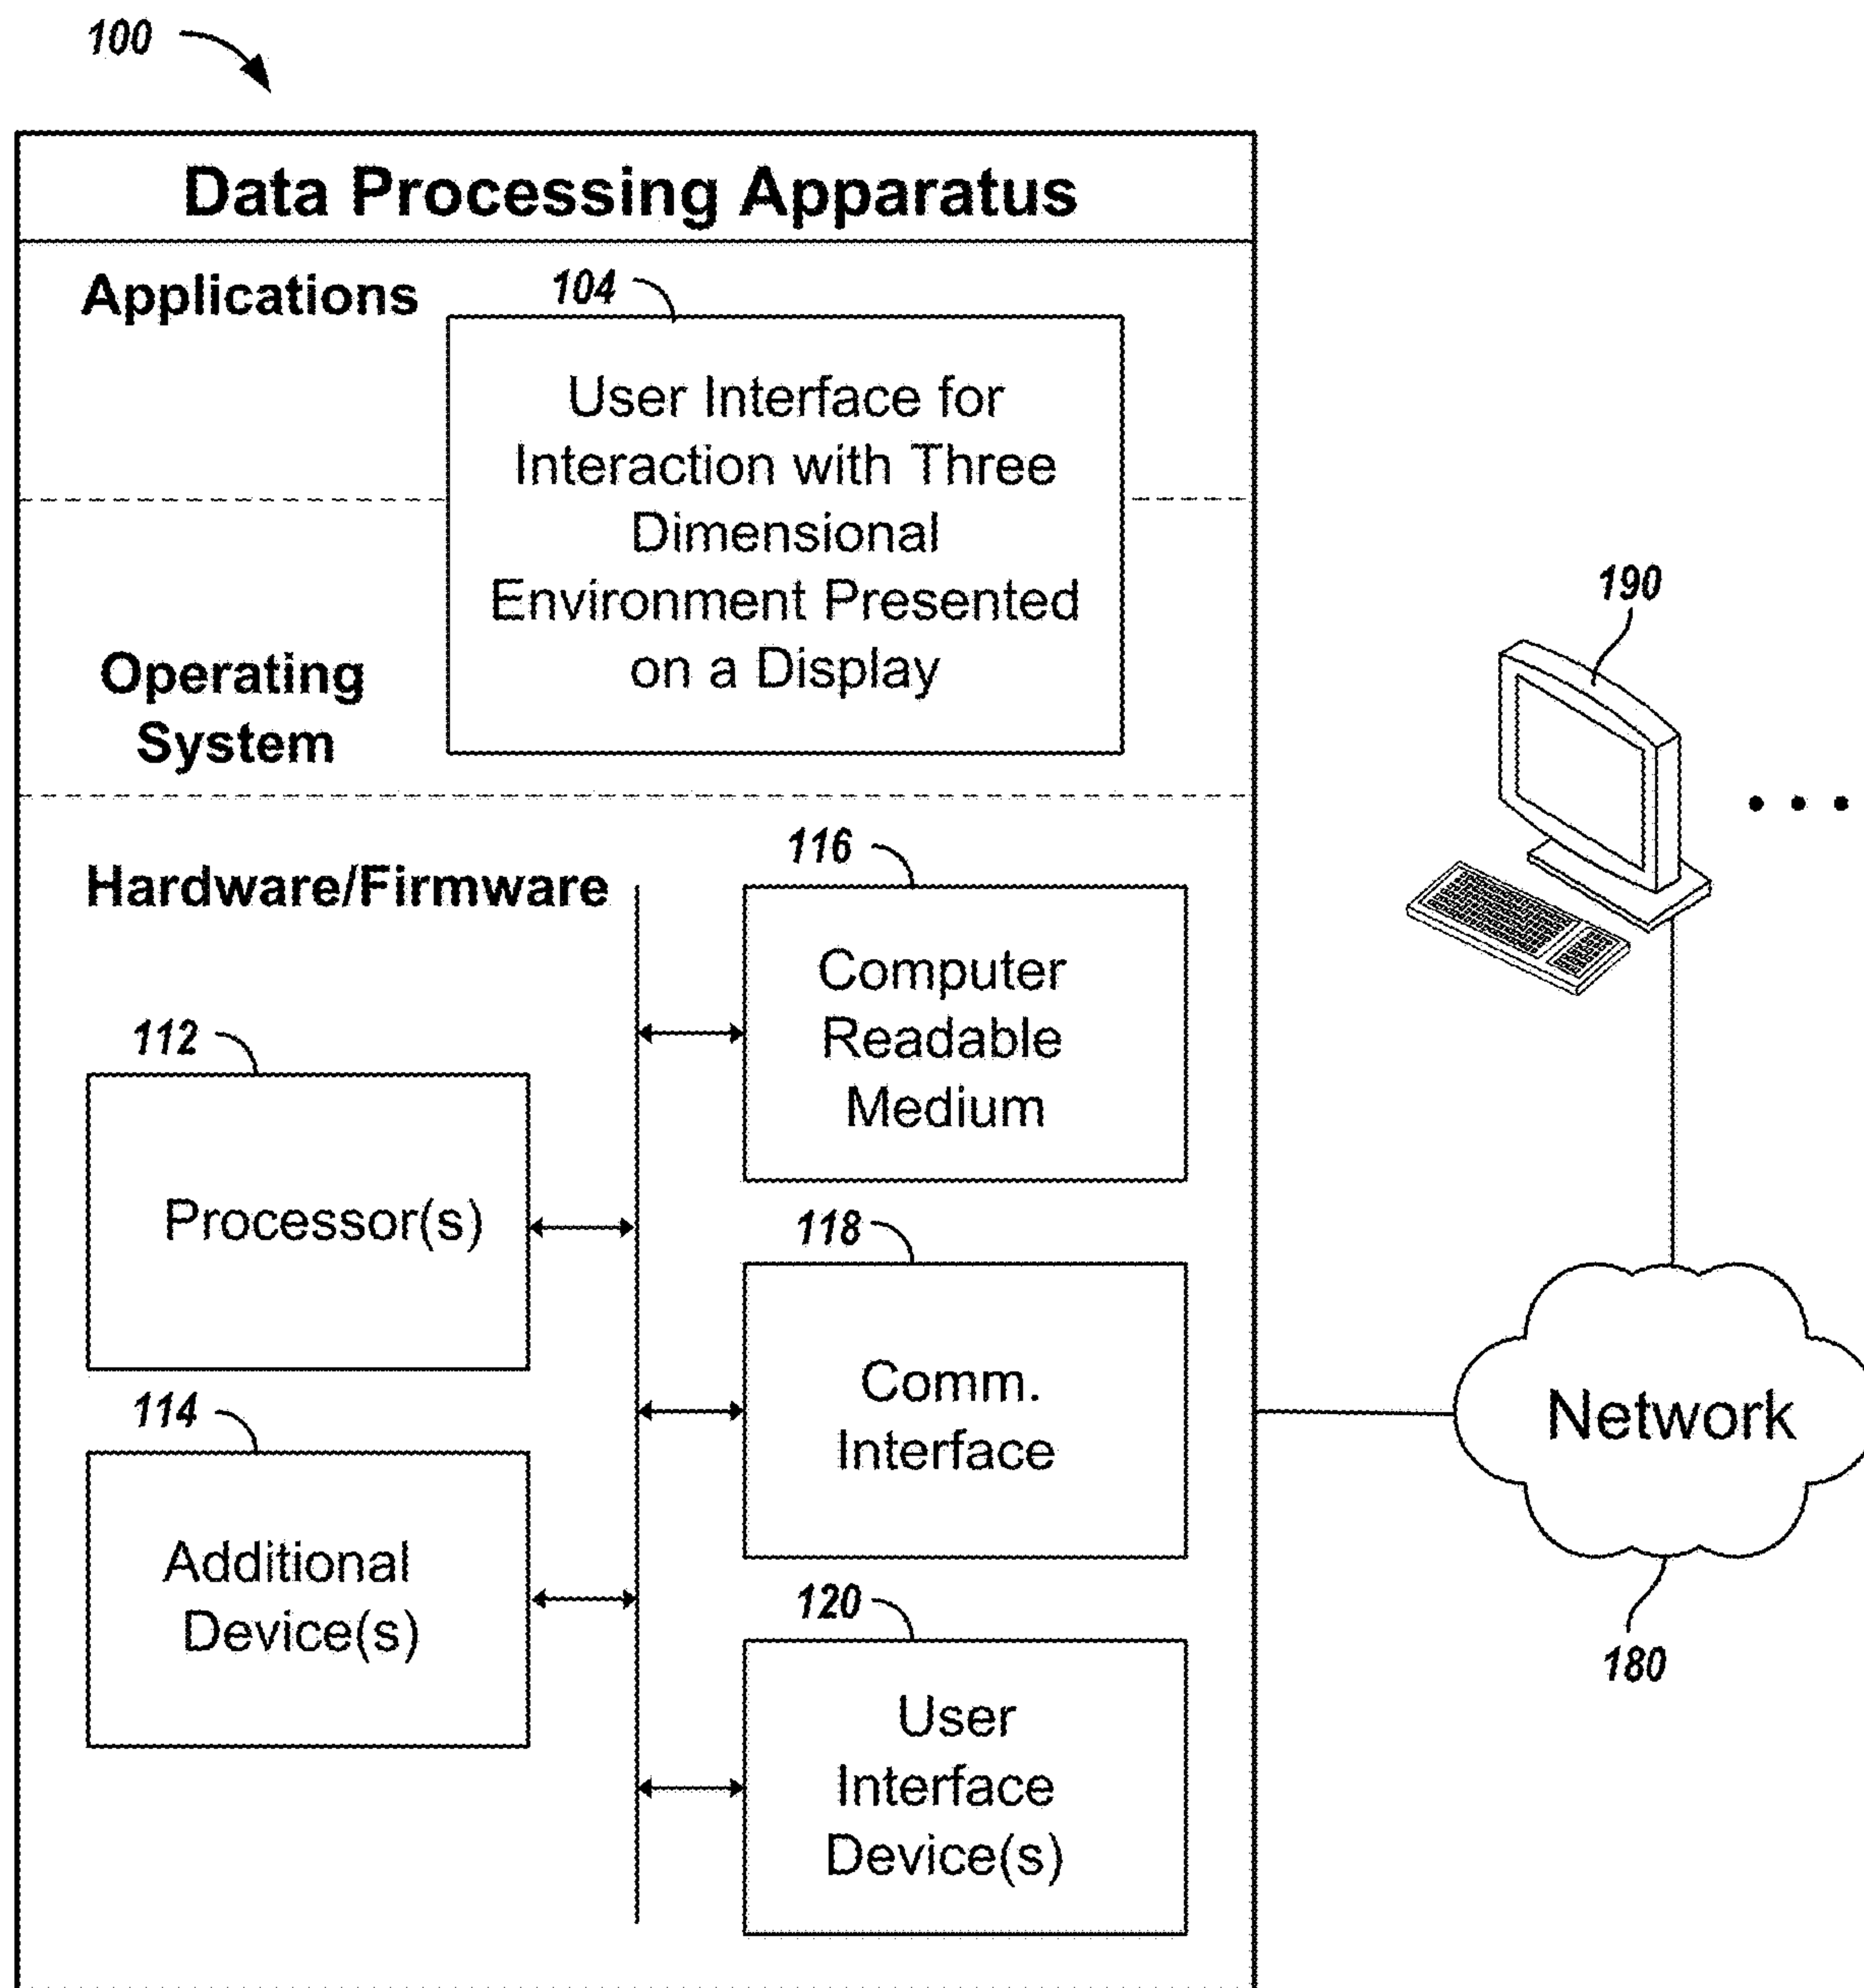 100
Data Processing Apparatus
Applications
104
User Interface for
Interaction with Three
Dimensional
Environment Presented
on a Display
Operating
System
190
Hardware/Firmware
116
Computer
Readable
Medium
112
Processor(s)
118
Comm.
Interface
Network
180
114
Additional
Device(s)
120
User
Interface
Device(s)